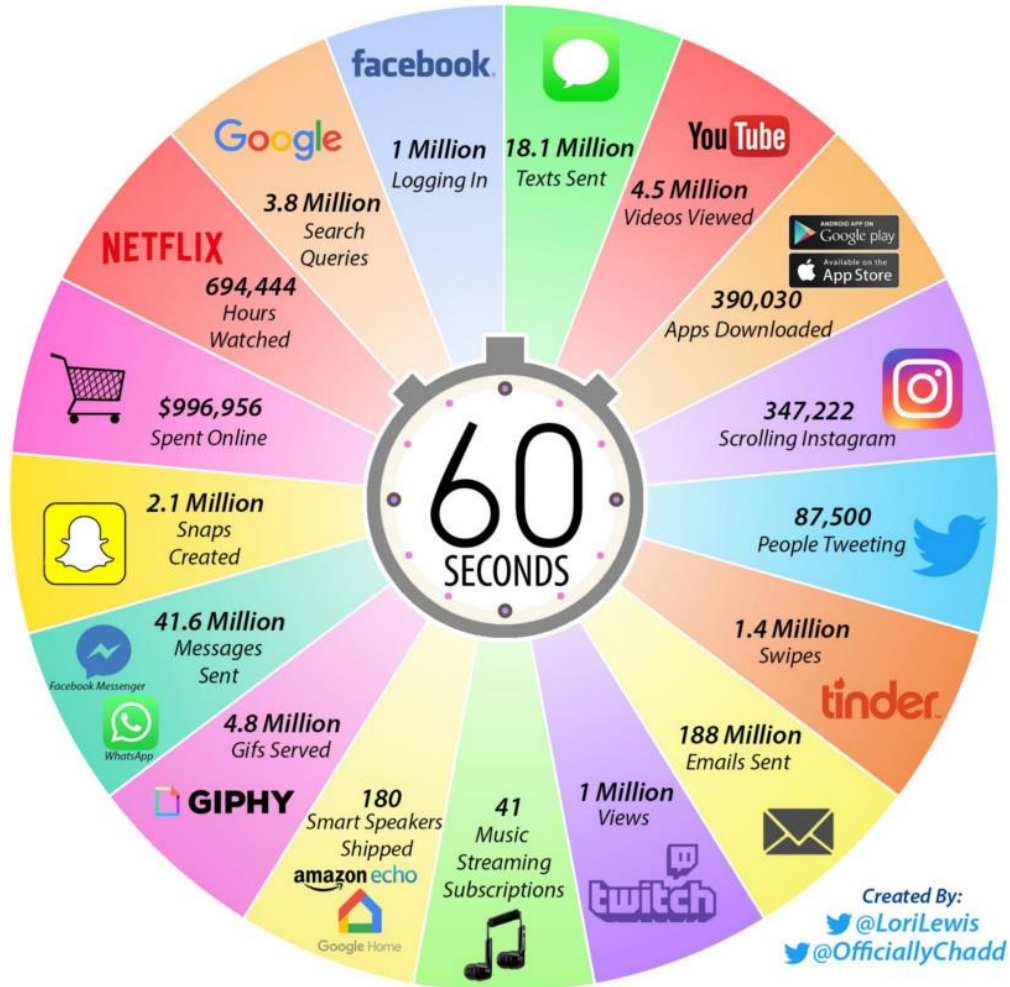 facebook
1 Million
Logging In
18.1 Million
Texts Sent
You Tube
4.5 Million
Videos Viewed
ANDROID APP ON
Google play
Available on the
App Store
390,030
Apps Downloaded
347,222
Scrolling Instagram
87,500
People Tweeting
1.4 Million
Swipes
tinder
188 Million
Emails Sent
1 Million
Views
twitch
41
Music
Streaming
Subscriptions
180
Smart Speakers
Shipped
amazon echo
Google Home
4.8 Million
Gifs Served
GIPHY
41.6 Million
Messages
Sent
Facebook Messenger
WhatsApp
2.1 Million
Snaps
Created
$996,956
Spent Online
NETFLIX
694,444
Hours
Watched
Google
3.8 Million
Search
Queries
60
SECONDS
Created By:
@LoriLewis
@OfficiallyChadd